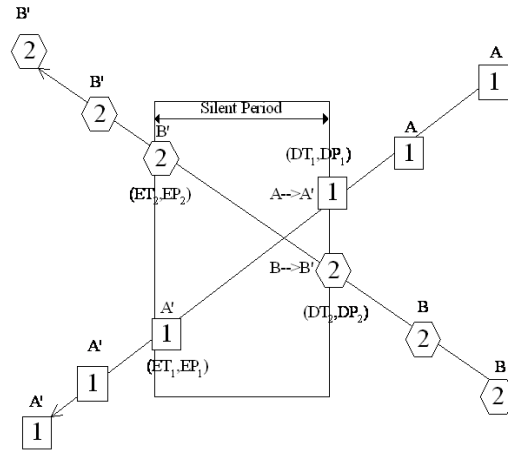 B'
2
A
1
B'
2
Silent Period
B'
2
A
1
(DT₁,DP₁)
(ET₂,EP₂)
A-->A'
1
B-->B'
2
A'
1
(DT₂,DP₂)
B
2
(ET₁,EP₁)
A'
1
B
2
A'
1